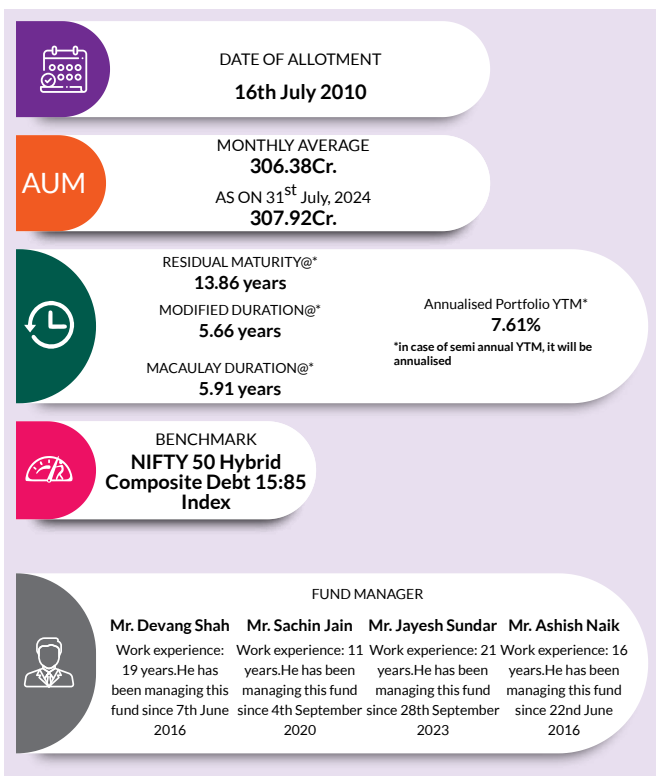 DATE OF ALLOTMENT
16th July 2010
AUM
MONTHLY AVERAGE
306.38Cr.
AS ON 31st July, 2024
307.92Cr.
RESIDUAL MATURITY@*
13.86 years
MODIFIED DURATION@*
5.66 years
MACAULAY DURATION@*
5.91 years
Annualised Portfolio YTM*
7.61%
*in case of semi annual YTM, it will be
annualised
BENCHMARK
NIFTY 50 Hybrid
Composite Debt 15:85
Index
FUND MANAGER
Mr. Devang Shah
Work experience:
19 years.He has
been managing this
fund since 7th June
2016
Mr. Sachin Jain
Work experience: 11
years.He has been
managing this fund
since 4th September
2020
Mr. Jayesh Sundar
Work experience: 21
years.He has been
managing this fund
since 28th September
2023
Mr. Ashish Naik
Work experience: 16
years.He has been
managing this fund
since 22nd June
2016